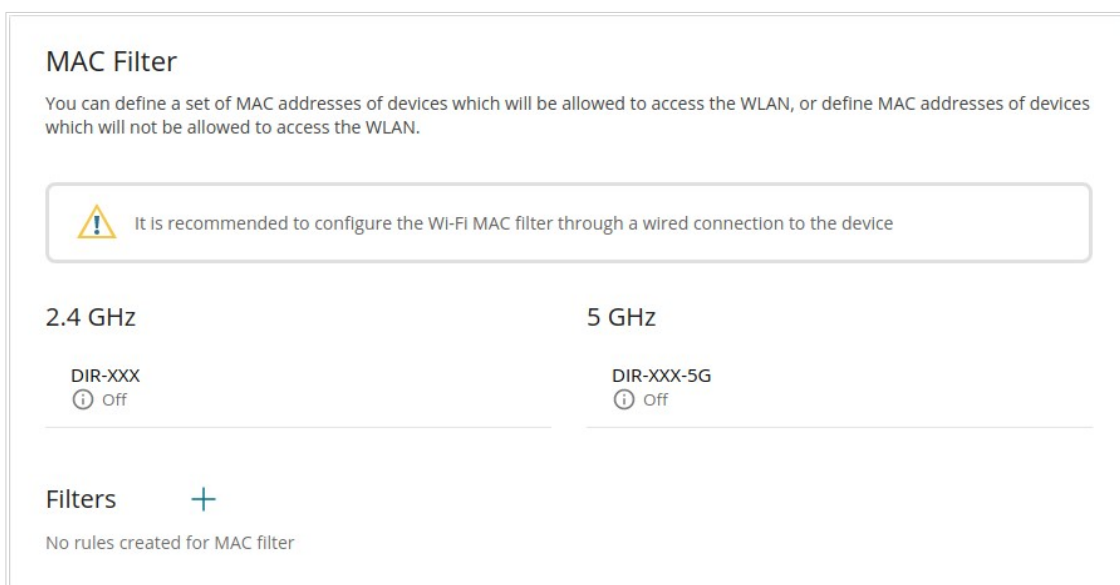 MAC Filter
You can define a set of MAC addresses of devices which will be allowed to access the WLAN, or define MAC addresses of devices
which will not be allowed to access the WLAN.
It is recommended to configure the Wi-Fi MAC filter through a wired connection to the device
2.4 GHz
DIR-XXX
Off
5 GHz
DIR-XXX-5G
Off
Filters
No rules created for MAC filter